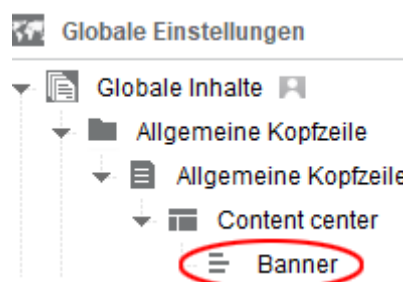 Globale Einstellungen
Globale Inhalte
Allgemeine Kopfzeile
Allgemeine Kopfzeile
Content center
Banner